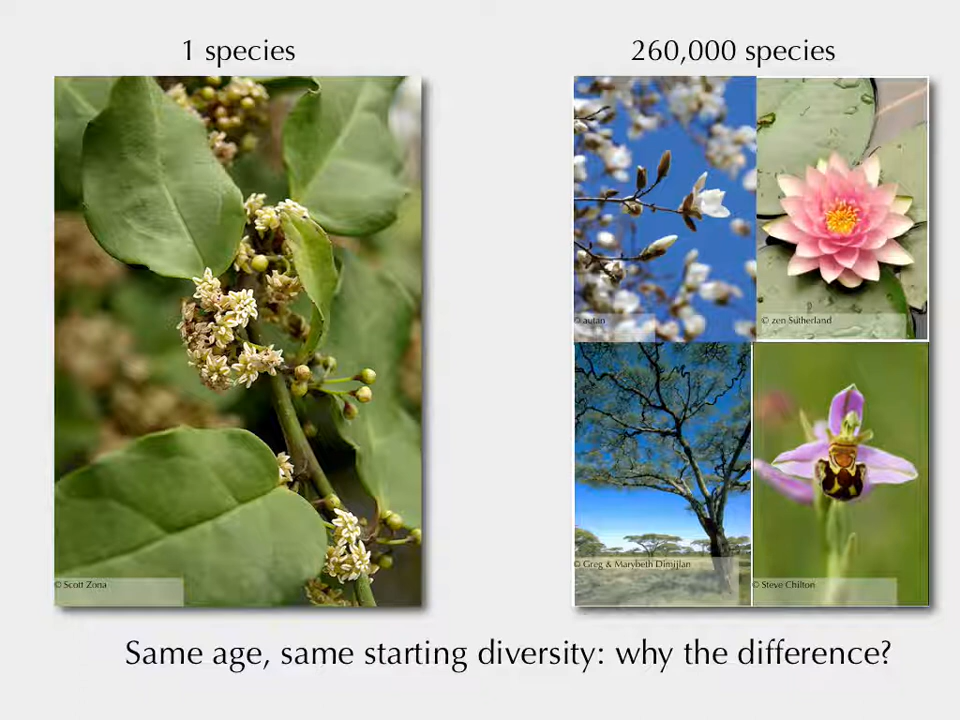 1 species
260,000 species
© autan
© zen Sutherland
© Scott Zona
© Greg & Marybeth Dimijian
© Steve Chilton
Same age, same starting diversity: why the difference?